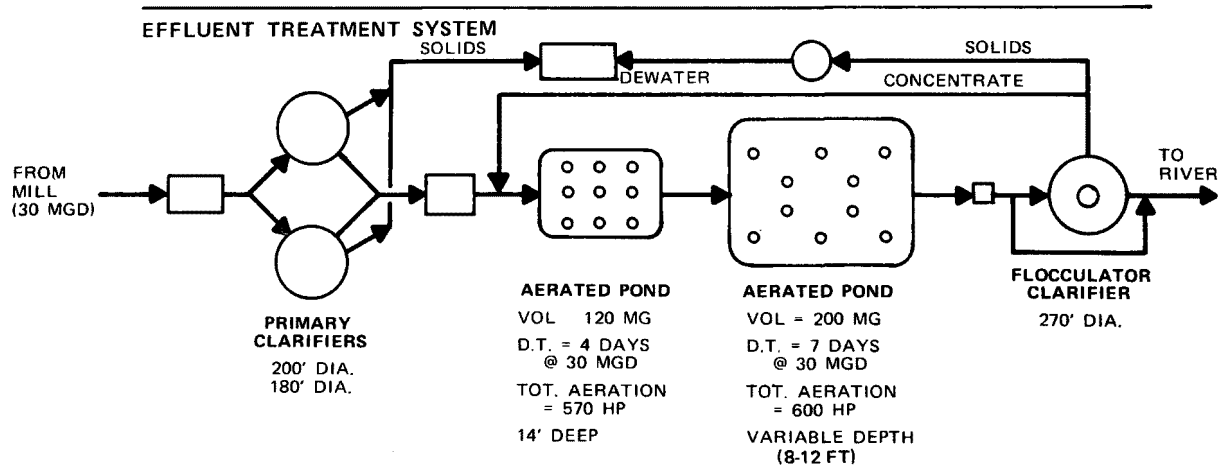 EFFLUENT TREATMENT SYSTEM
SOLIDS
SOLIDS
DEWATER
CONCENTRATE
FROM
MILL
(30 MGD)
TO
RIVER
PRIMARY
CLARIFIERS
200' DIA.
180' DIA.
AERATED POND
VOL 120 MG
D.T. = 4 DAYS
@ 30 MGD
TOT. AERATION
= 570 HP
14' DEEP
AERATED POND
VOL = 200 MG
D.T. = 7 DAYS
@ 30 MGD
TOT. AERATION
= 600 HP
VARIABLE DEPTH
(8-12 FT)
FLOCCULATOR
CLARIFIER
270' DIA.